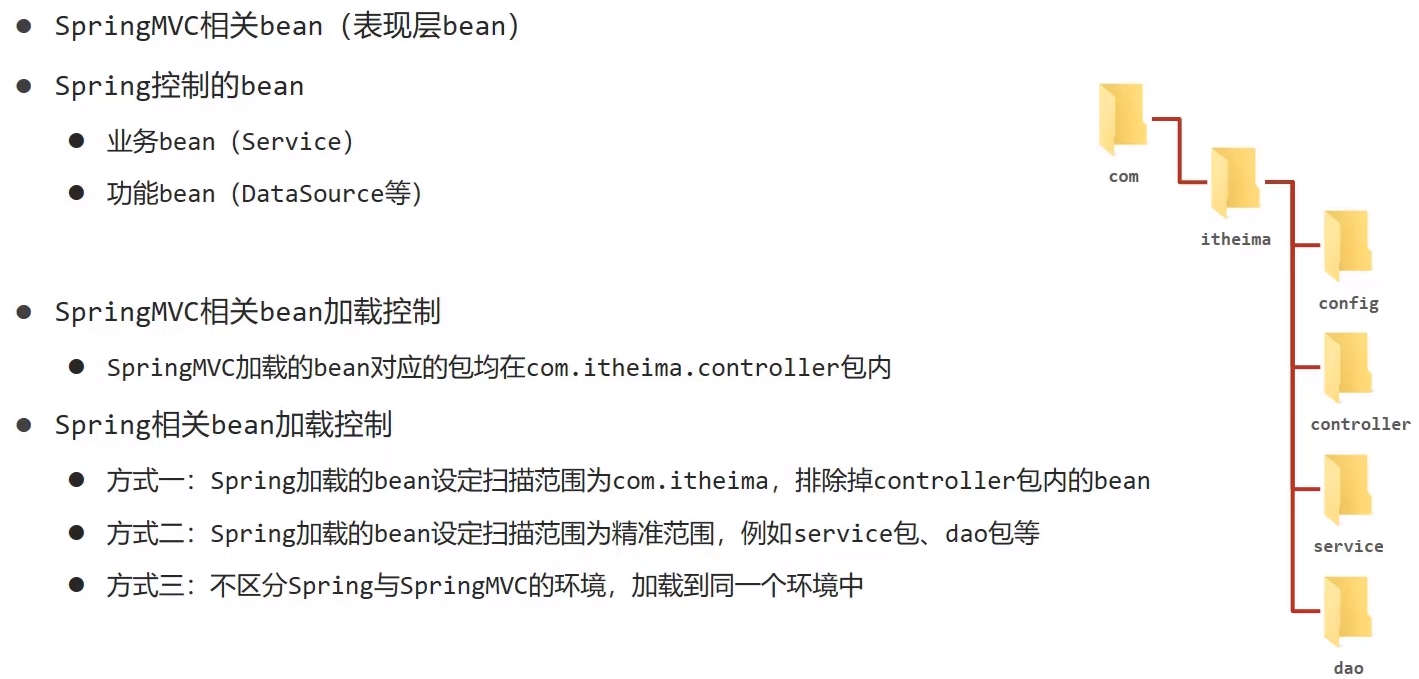 SpringMVC相关bean（表现层bean）
Spring控制的bean
业务bean（Service）
功能bean（DataSource等）
SpringMVC相关bean加载控制
SpringMVC加载的bean对应的包均在com.itheima.controller包内
Spring相关bean加载控制
方式一：Spring加载的bean设定扫描范围为com.itheima，排除掉controller包内的bean
方式二：Spring加载的bean设定扫描范围为精准范围，例如service包、dao包等
方式三：不区分Spring与SpringMVC的环境，加载到同一个环境中
com
itheima
config
controller
service
dao